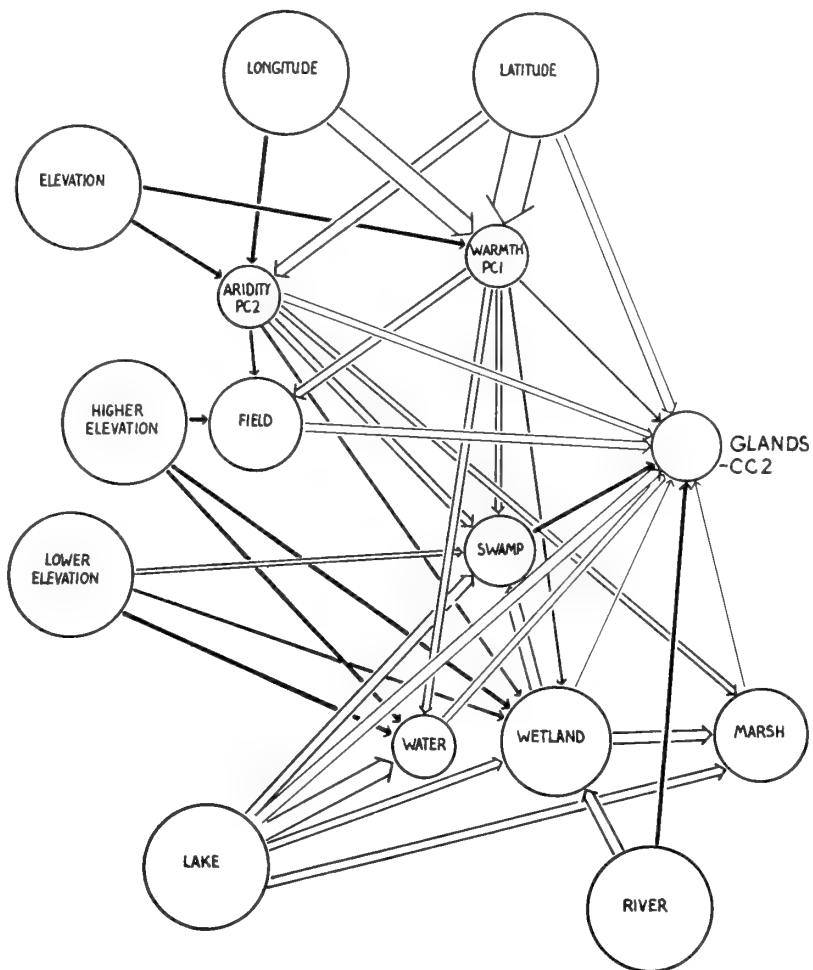 LONGITUDE
LATITUDE
ELEVATION
WARMTH
PC1
ARIDITY
PC2
HIGHER
ELEVATION
FIELD
GLANDS
-CC2
SWAMP
LOWER
ELEVATION
WATER
WETLAND
MARSH
LAKE
RIVER